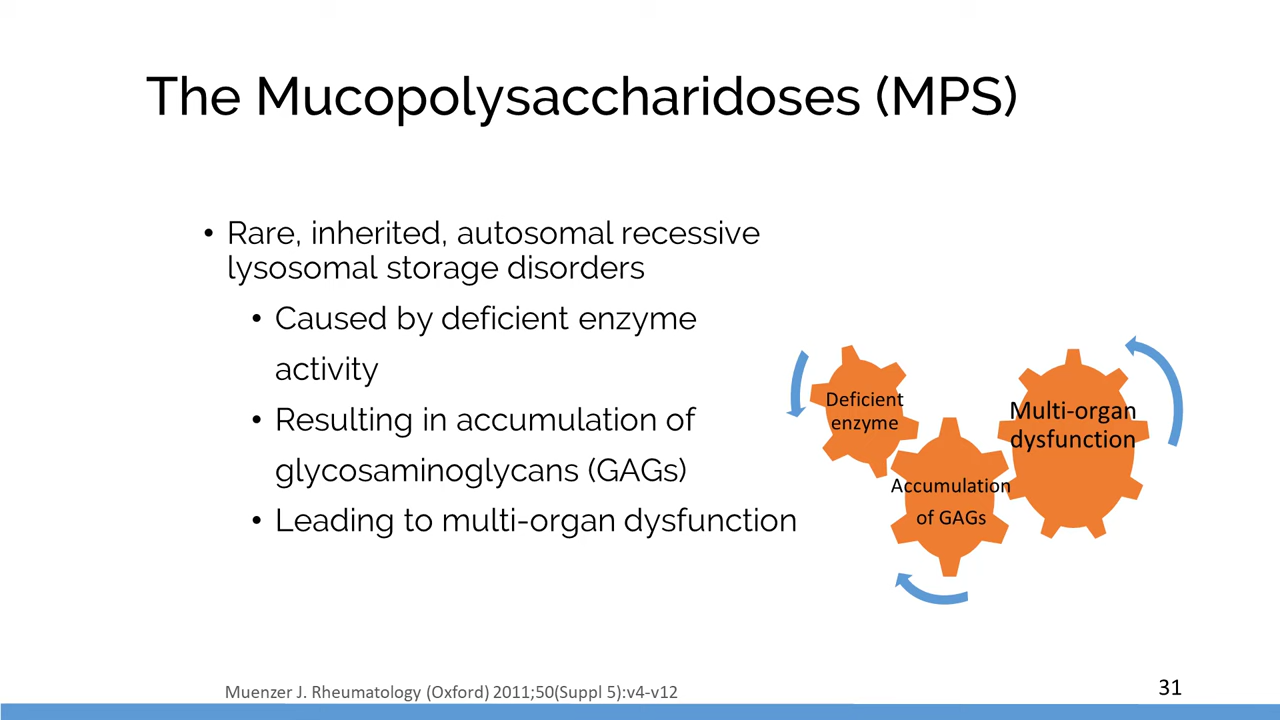 The Mucopolysaccharidoses (MPS)
• Rare, inherited, autosomal recessive
lysosomal storage disorders
• Caused by deficient enzyme
activity
• Resulting in accumulation of
glycosaminoglycans (GAGs)
• Leading to multi-organ dysfunction
Deficient
enzyme
Accumulation
of GAGs
Multi-organ
dysfunction
Muenzer J. Rheumatology (Oxford) 2011;50(Suppl 5):v4-v12
31